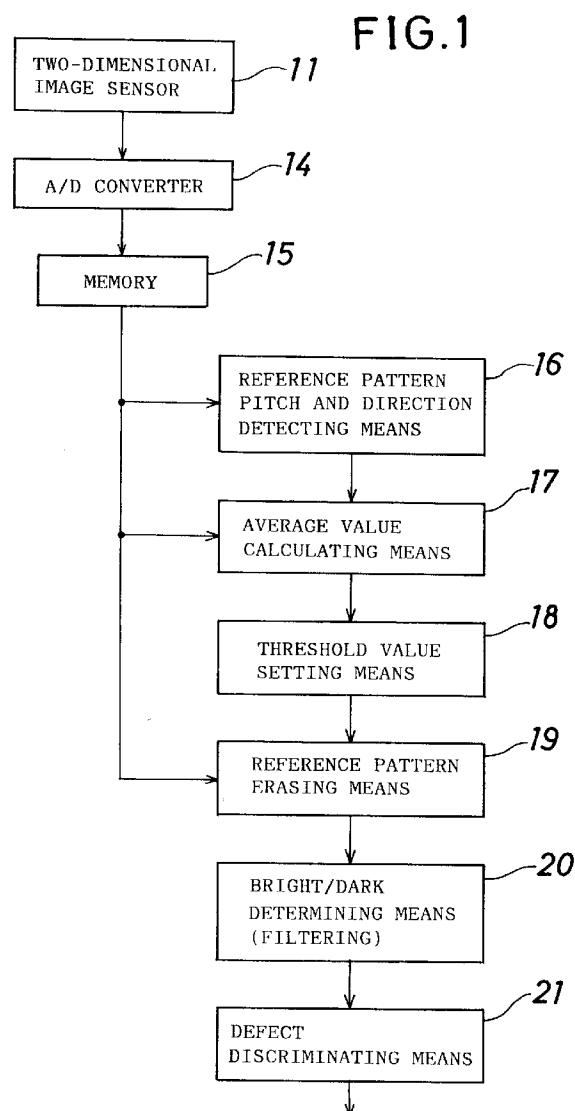 FIG.1
TWO-DIMENSIONAL
IMAGE SENSOR
11
A/D CONVERTER
14
MEMORY
15
REFERENCE PATTERN
PITCH AND DIRECTION
DETECTING MEANS
16
AVERAGE VALUE
CALCULATING MEANS
17
THRESHOLD VALUE
SETTING MEANS
18
REFERENCE PATTERN
ERASING MEANS
19
BRIGHT/DARK
DETERMINING MEANS
(FILTERING)
20
DEFECT
DISCRIMINATING MEANS
21